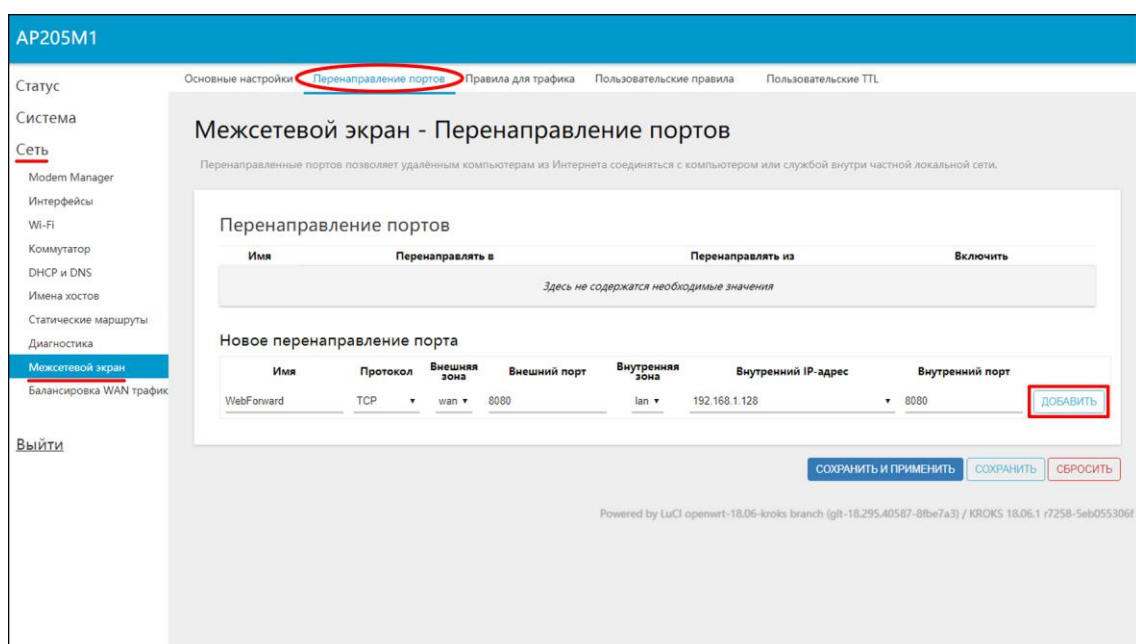 AP205M1
Статус
Система
Сеть
Modem Manager
Интерфейсы
Wi-Fi
Коммутатор
DHCP и DNS
Имена хостов
Статические маршруты
Диагностика
Межсетевой экран
Балансировка WAN трафик
Выйти
Основные настройки Перенаправление портов Правила для трафика Пользовательские правила Пользовательские TTL
Межсетевой экран - Перенаправление портов
Перенаправленные портов позволяет удалённым компьютерам из Интернета соединяться с компьютером или службой внутри частной локальной сети.
Перенаправление портов
Имя Перенаправлять в Перенаправлять из Включить
Здесь не содержатся необходимые значения
Новое перенаправление порта
Имя Протокол Внешняя зона Внешний порт Внутренняя зона Внутренний IP-адрес Внутренний порт
WebForward TCP wan 8080 lan 192.168.1.128 8080 ДОБАВИТЬ
СОХРАНИТЬ И ПРИМЕНИТЬ СОХРАНИТЬ СБРОСИТЬ
Powered by LuCI openwrt-18.06-kroks branch (git-18.295.40587-8fbe7a3) / KROKS 18.06.1 r7258-5eb055306f